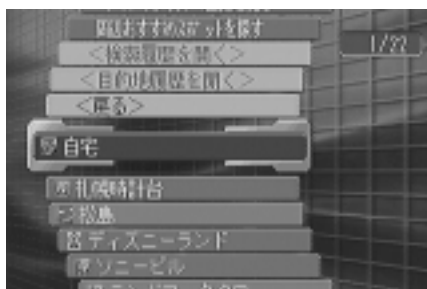 周辺おすすめスポットを探す
1/22
<検索履歴を開く>
<目的地履歴を開く>
<戻る>
自宅
札幌時計台
松島
ディズニーランド
ソニービル